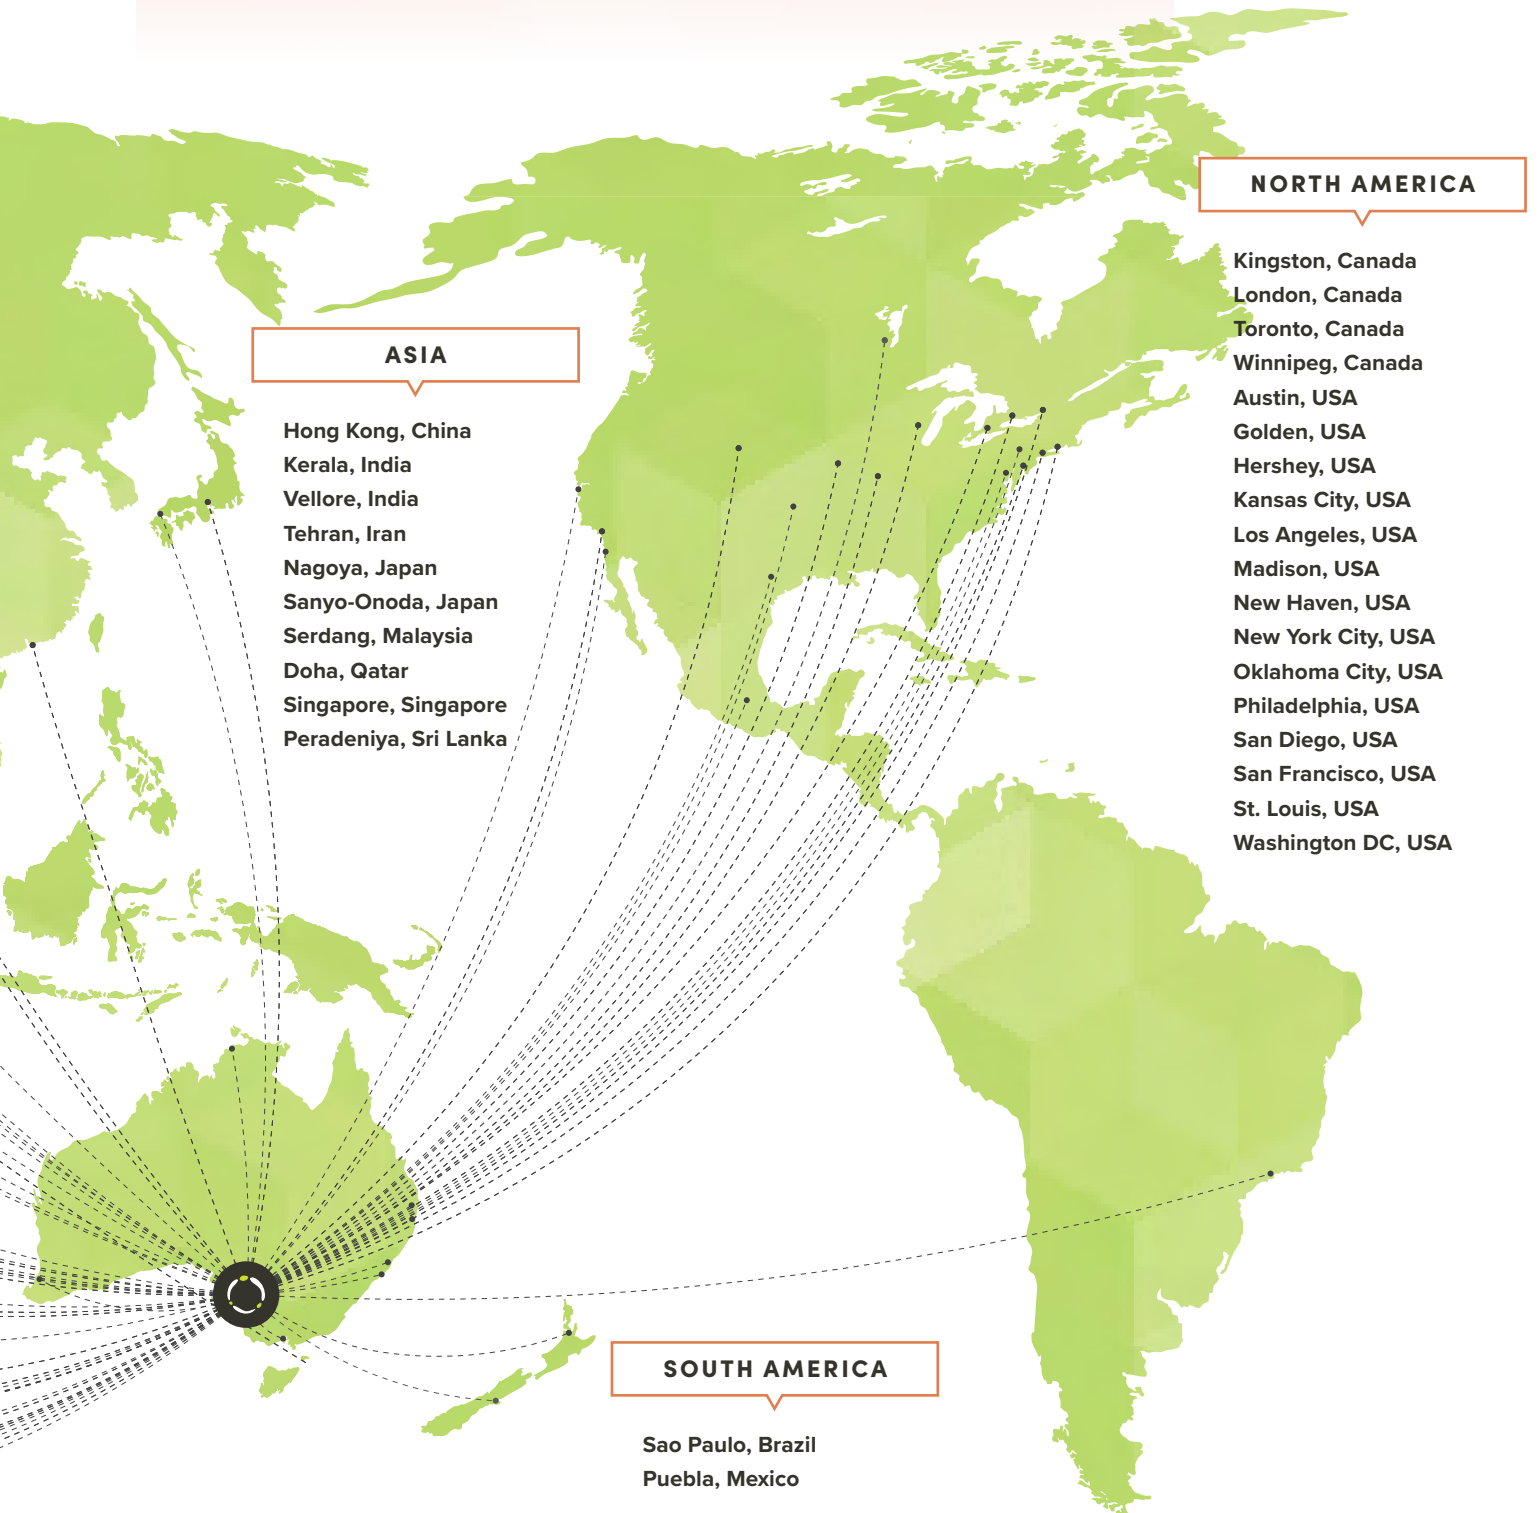 NORTH AMERICA
Kingston, Canada
London, Canada
Toronto, Canada
Winnipeg, Canada
Austin, USA
Golden, USA
Hershey, USA
Kansas City, USA
Los Angeles, USA
Madison, USA
New Haven, USA
New York City, USA
Oklahoma City, USA
Philadelphia, USA
San Diego, USA
San Francisco, USA
St. Louis, USA
Washington DC, USA
ASIA
Hong Kong, China
Kerala, India
Vellore, India
Tehran, Iran
Nagoya, Japan
Sanyo-Onoda, Japan
Serdang, Malaysia
Doha, Qatar
Singapore, Singapore
Peradeniya, Sri Lanka
SOUTH AMERICA
Sao Paulo, Brazil
Puebla, Mexico